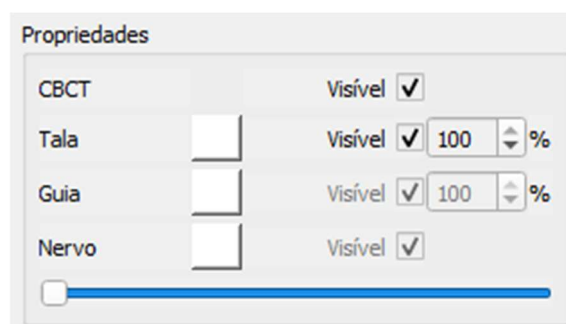 Propriedades
CBCT Visível
Tala Visível 100 %
Guia Visível 100 %
Nervo Visível